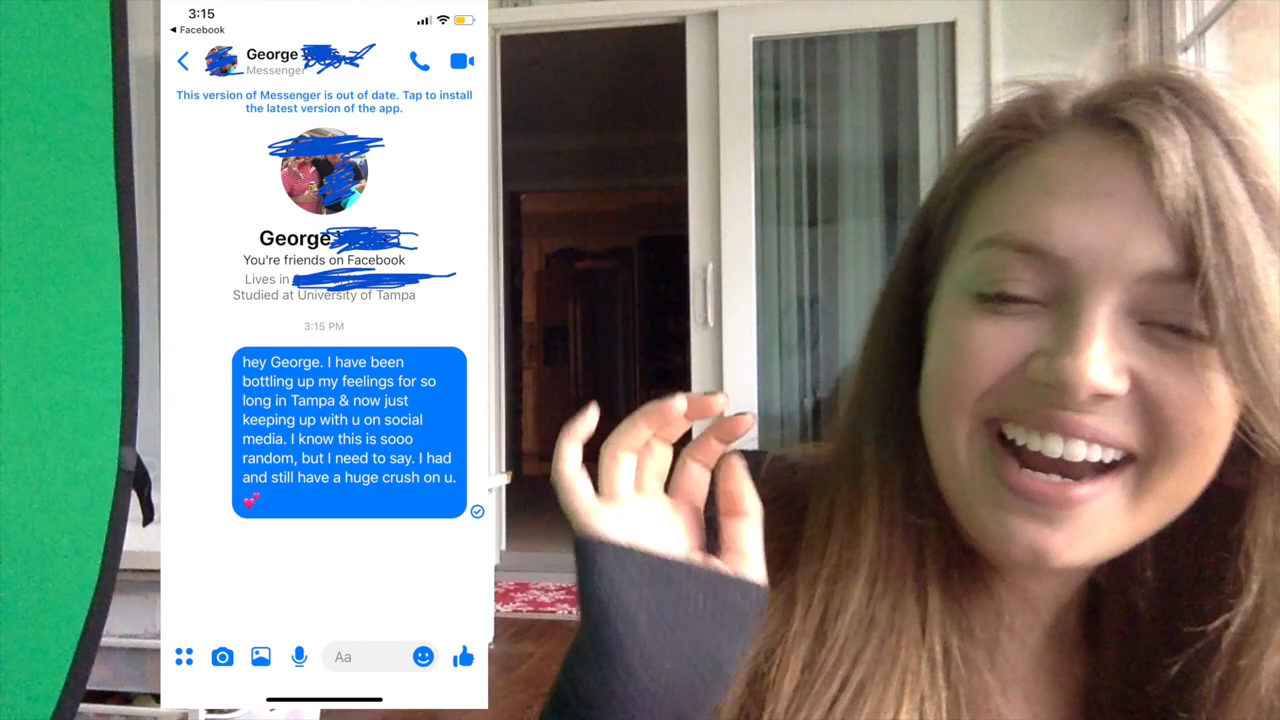 3:15
Facebook
George
Messenger
This version of Messenger is out of date. Tap to install
the latest version of the app.
George
You're friends on Facebook
Lives in
Studied at University of Tampa
3:15 PM
hey George. I have been
bottling up my feelings for so
long in Tampa & now just
keeping up with u on social
media. I know this is sooo
random, but I need to say. I had
and still have a huge crush on u.
💕
Aa